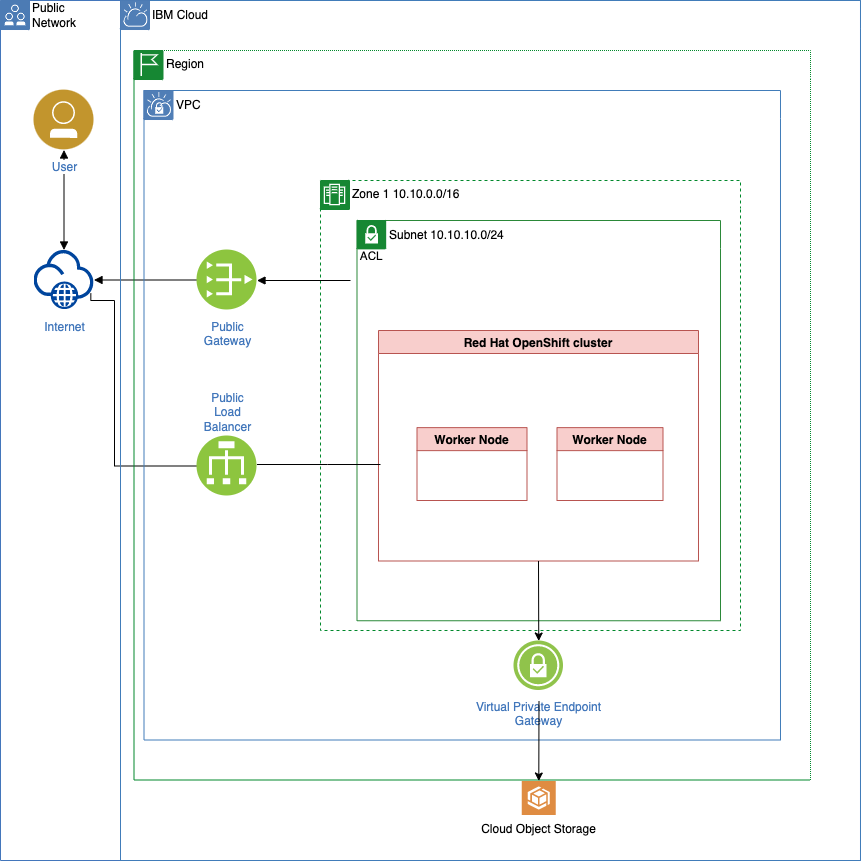 Public
Network
IBM Cloud
Region
VPC
User
Zone 1 10.10.0.0/16
Subnet 10.10.10.0/24
ACL
Internet
Public
Gateway
Red Hat OpenShift cluster
Public
Load
Balancer
Worker Node
Worker Node
Virtual Private Endpoint
Gateway
Cloud Object Storage